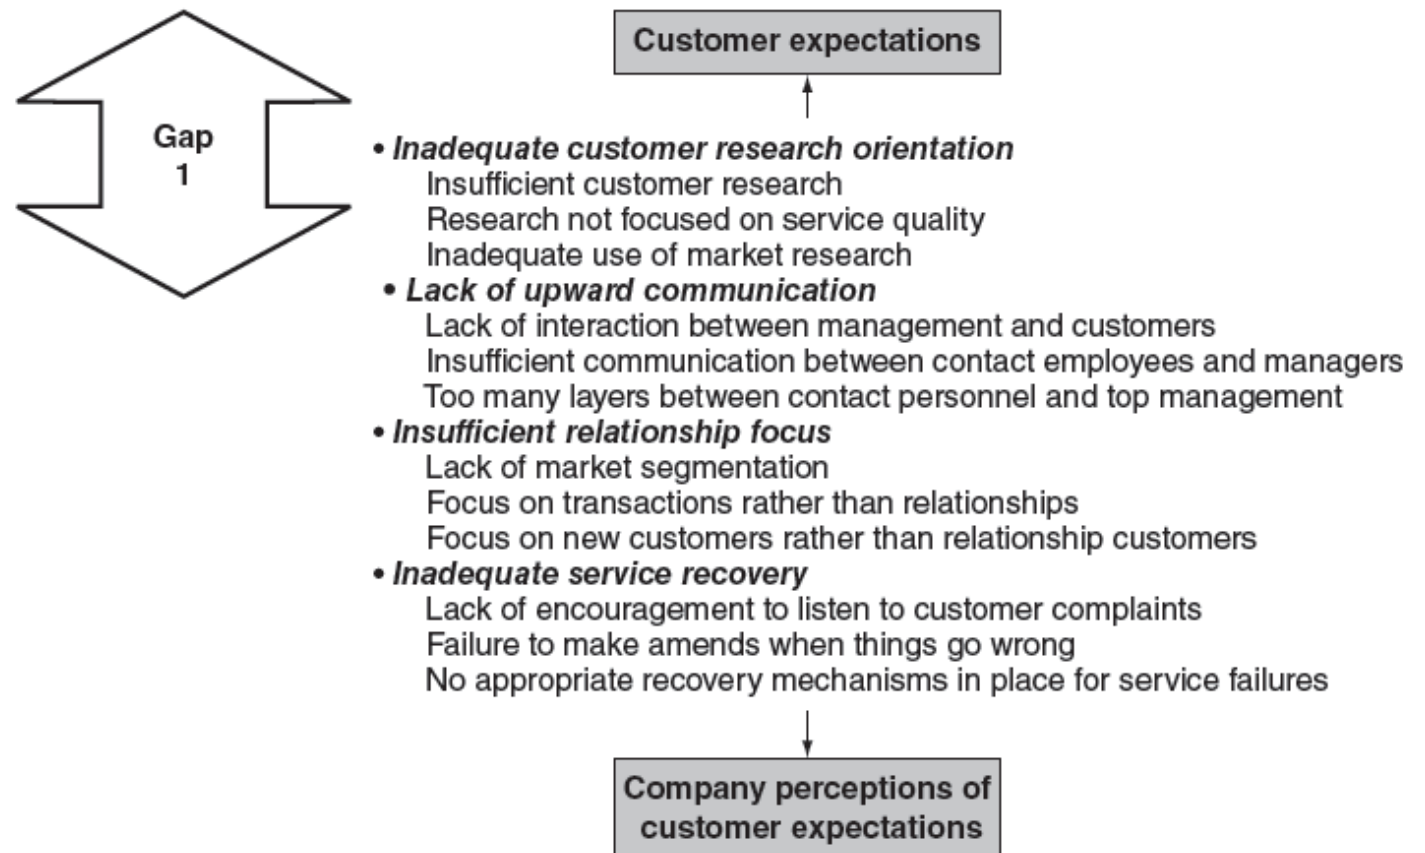 Customer expectations
Gap
1
• Inadequate customer research orientation
Insufficient customer research
Research not focused on service quality
Inadequate use of market research
• Lack of upward communication
Lack of interaction between management and customers
Insufficient communication between contact employees and managers
Too many layers between contact personnel and top management
• Insufficient relationship focus
Lack of market segmentation
Focus on transactions rather than relationships
Focus on new customers rather than relationship customers
• Inadequate service recovery
Lack of encouragement to listen to customer complaints
Failure to make amends when things go wrong
No appropriate recovery mechanisms in place for service failures
Company perceptions of
customer expectations